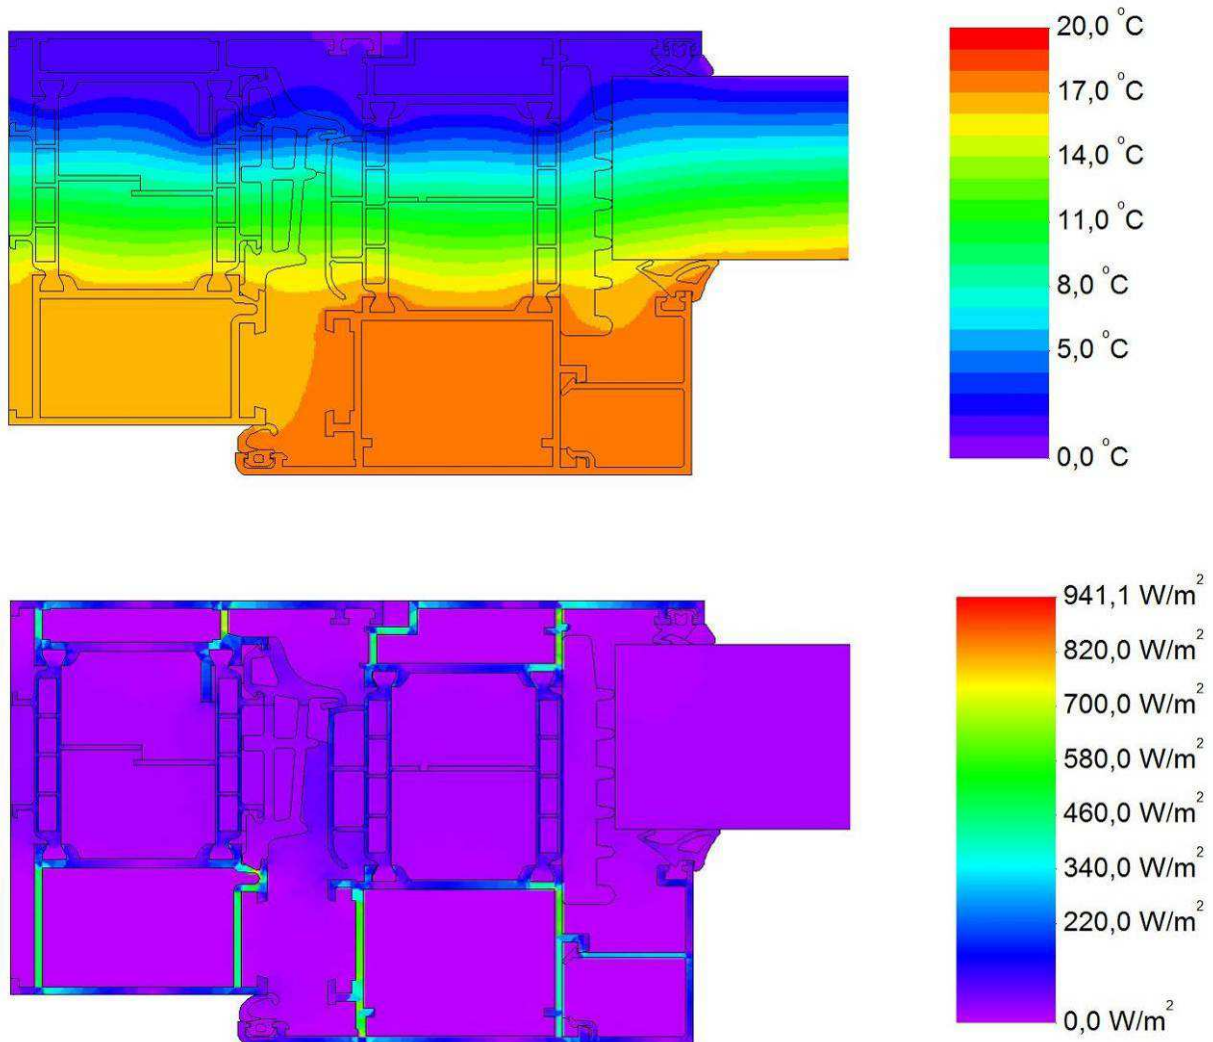 20,0 °C
17,0 °C
14,0 °C
11,0 °C
8,0 °C
5,0 °C
0,0 °C
941,1 W/m²
820,0 W/m²
700,0 W/m²
580,0 W/m²
460,0 W/m²
340,0 W/m²
220,0 W/m²
0,0 W/m²